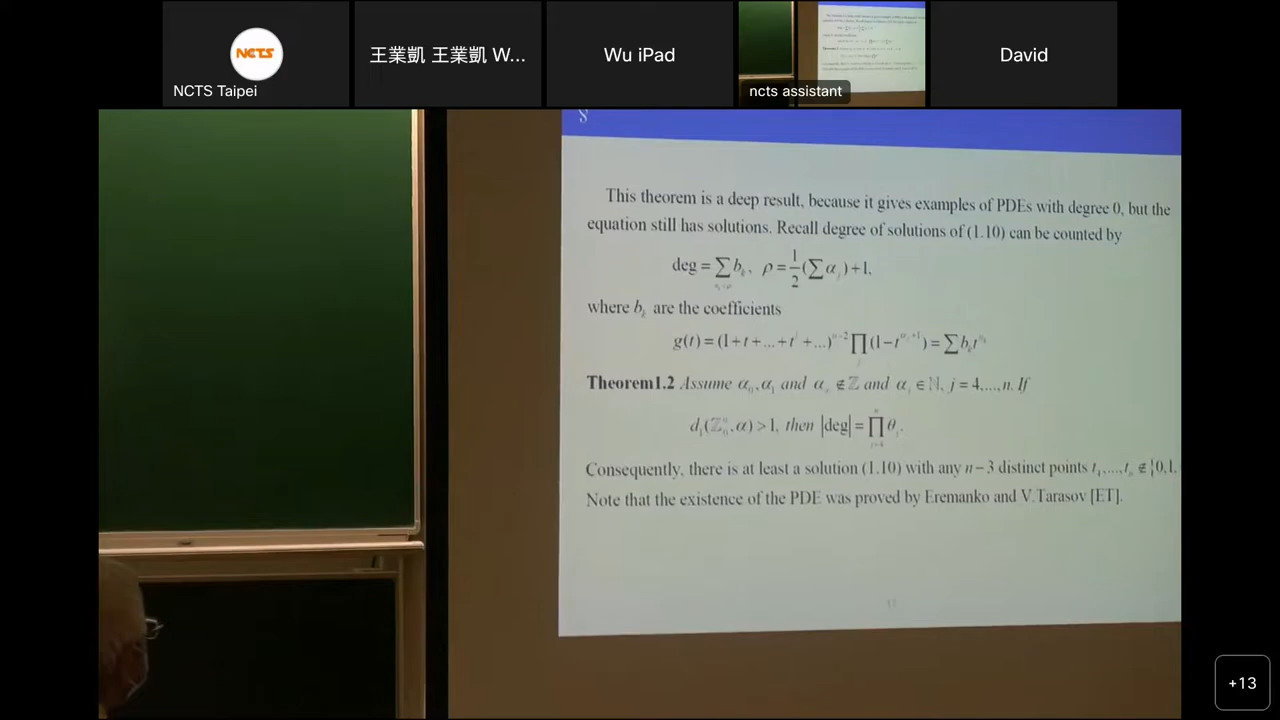 NCTS
NCTS Taipei
王業凱 王業凱 W...
Wu iPad
ncts assistant
David
8
This theorem is a deep result, because it gives examples of PDEs with degree 0, but the
equation still has solutions. Recall degree of solutions of (1.10) can be counted by
deg = ∑ b_k, ρ = 1/2 (∑ α_j) + 1,
where b_k are the coefficients
g(t) = (1+t+...+t^j+...)^{n-2} ∏ (1-t^{α_j+1}) = ∑ b_k t^{n_k}
Theorem1.2 Assume α_0, α_1 and α_∞ ∉ ℤ and α_j ∈ ℕ, j = 4,...,n. If
d_1(ℤ_0^n, α) > 1, then |deg| = ∏_{j=4}^n θ_j.
Consequently, there is at least a solution (1.10) with any n−3 distinct points t_4,...,t_n ∉ {0,1,
Note that the existence of the PDE was proved by Eremanko and V.Tarasov [ET].
+13